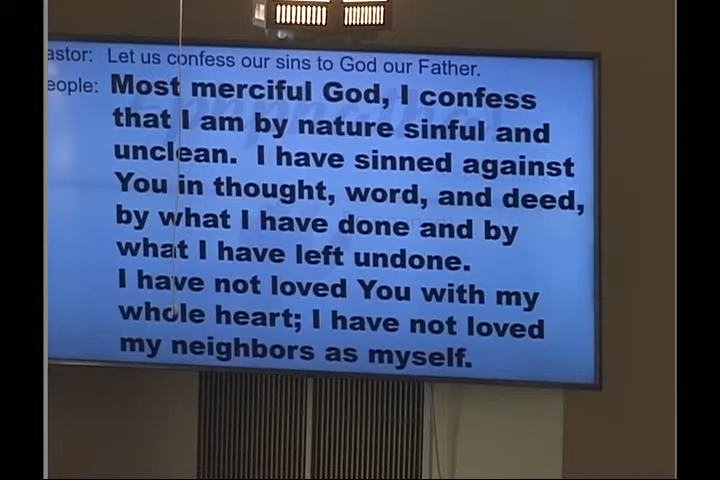 astor: Let us confess our sins to God our Father.
eople: Most merciful God, I confess
that I am by nature sinful and
unclean. I have sinned against
You in thought, word, and deed,
by what I have done and by
what I have left undone.
I have not loved You with my
whole heart; I have not loved
my neighbors as myself.